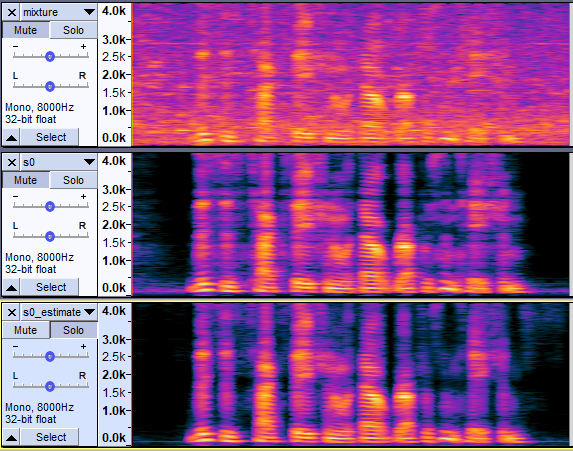 mixture
Mute Solo
- +
L R
Mono, 8000Hz
32-bit float
Select
4.0k
3.0k
2.5k
2.0k
1.5k
1.0k
0.0k
s0
Mute Solo
- +
L R
Mono, 8000Hz
32-bit float
Select
4.0k
3.0k
2.5k
2.0k
1.5k
1.0k
0.0k
s0_estimate
Mute Solo
- +
L R
Mono, 8000Hz
32-bit float
Select
4.0k
3.0k
2.5k
2.0k
1.5k
1.0k
0.0k